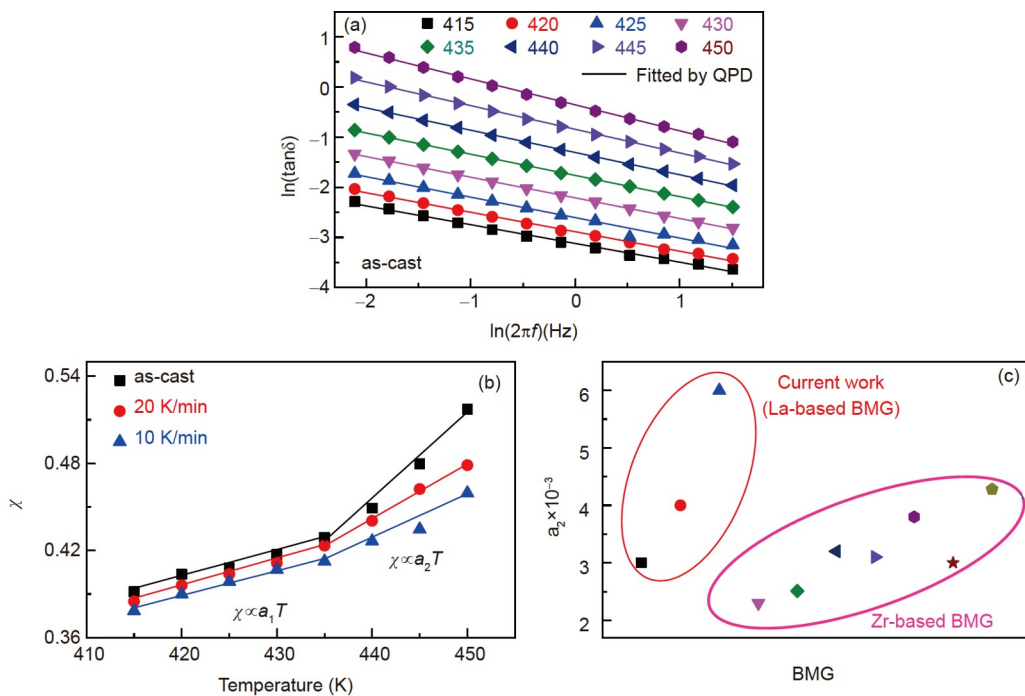 (a)
415 420 425 430
435 440 445 450
Fitted by QPD
1
0
−1
−2
−3
−4
ln(tanδ)
as-cast
−2 −1 0 1
ln(2πf)(Hz)
(b)
as-cast
20 K/min
10 K/min
0.54
0.48
0.42
0.36
χ
χ∝a₂T
χ∝a₁T
410 420 430 440 450
Temperature (K)
(c)
Current work
(La-based BMG)
6
5
4
3
2
a₂×10⁻³
Zr-based BMG
BMG